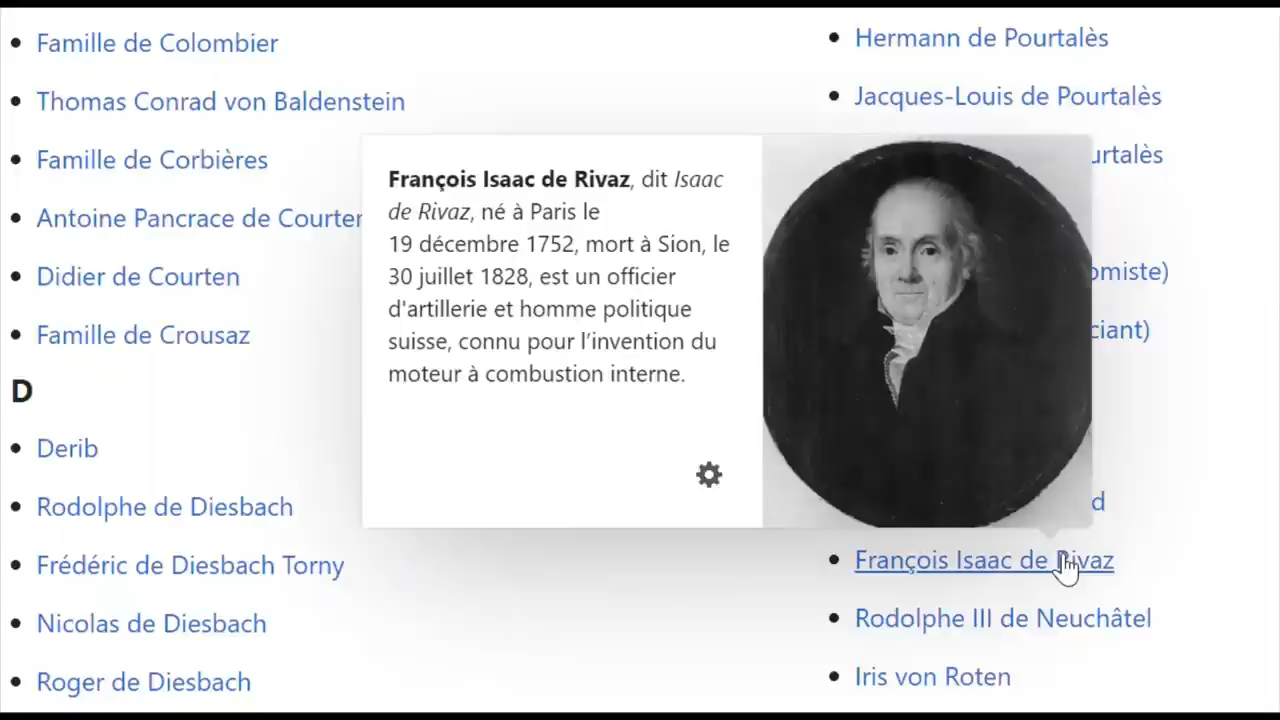 Famille de Colombier
Thomas Conrad von Baldenstein
Famille de Corbières
Antoine Pancrace de
Didier de Courten
Famille de Crousaz
D
Derib
Rodolphe de Diesbach
Frédéric de Diesbach Torny
Nicolas de Diesbach
Roger de Diesbach
François Isaac de Rivaz, dit Isaac
de Rivaz, né à Paris le
19 décembre 1752, mort à Sion, le
30 juillet 1828, est un officier
d'artillerie et homme politique
suisse, connu pour l’invention du
moteur à combustion interne.
Hermann de Pourtalès
Jacques-Louis de Pourtalès
François Isaac de Rivaz
Rodolphe III de Neuchâtel
Iris von Roten